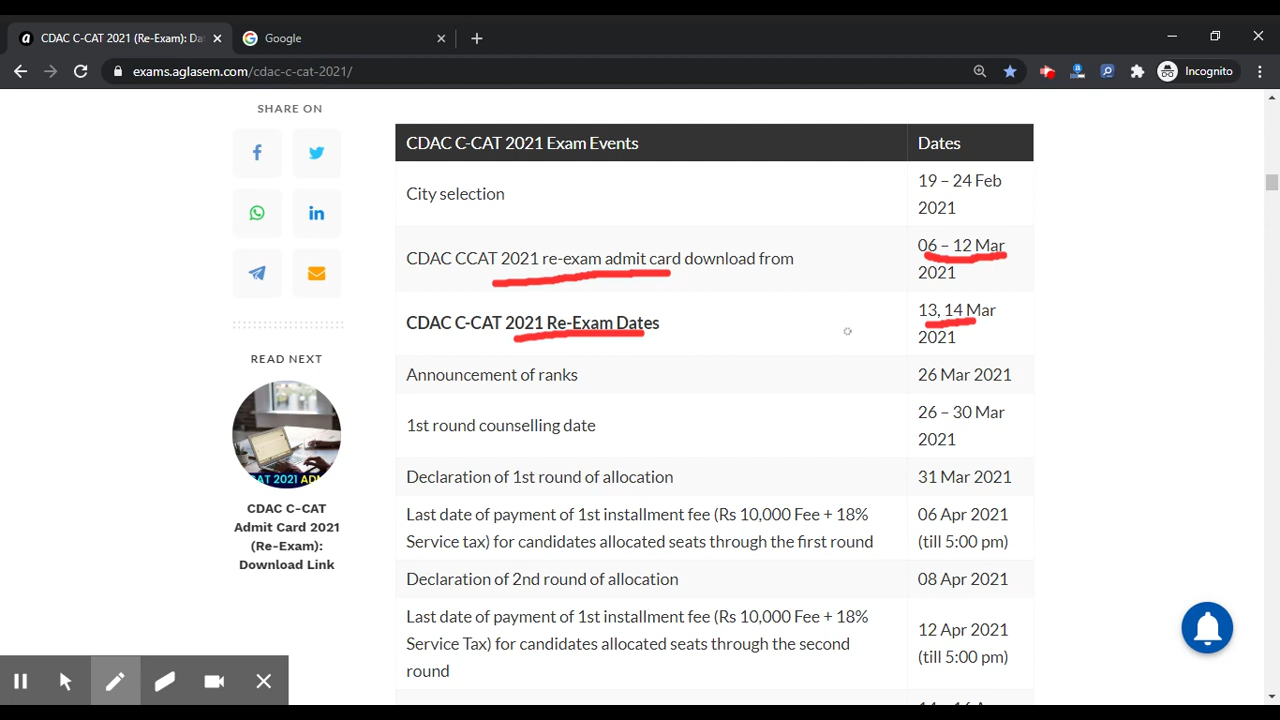 CDAC C-CAT 2021 (Re-Exam): Da
Google
exams.aglasem.com/cdac-c-cat-2021/
Incognito
SHARE ON
READ NEXT
CAT 2021 AD
CDAC C-CAT
Admit Card 2021
(Re-Exam):
Download Link
CDAC C-CAT 2021 Exam Events
Dates
City selection
19 – 24 Feb
2021
CDAC CCAT 2021 re-exam admit card download from
06 – 12 Mar
2021
CDAC C-CAT 2021 Re-Exam Dates
13, 14 Mar
2021
Announcement of ranks
26 Mar 2021
1st round counselling date
26 – 30 Mar
2021
Declaration of 1st round of allocation
31 Mar 2021
Last date of payment of 1st installment fee (Rs 10,000 Fee + 18%
Service tax) for candidates allocated seats through the first round
06 Apr 2021
(till 5:00 pm)
Declaration of 2nd round of allocation
08 Apr 2021
Last date of payment of 1st installment fee (Rs 10,000 Fee + 18%
Service Tax) for candidates allocated seats through the second
round
12 Apr 2021
(till 5:00 pm)